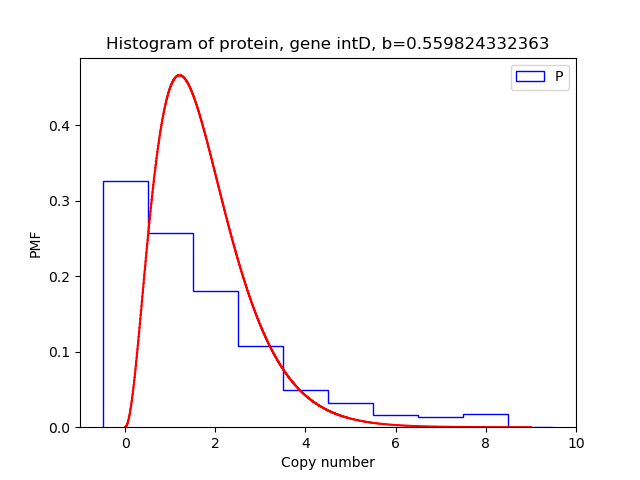 Histogram of protein, gene intD, b=0.559824332363
P
PMF
0.4
0.3
0.2
0.1
0.0
0 2 4 6 8 10
Copy number